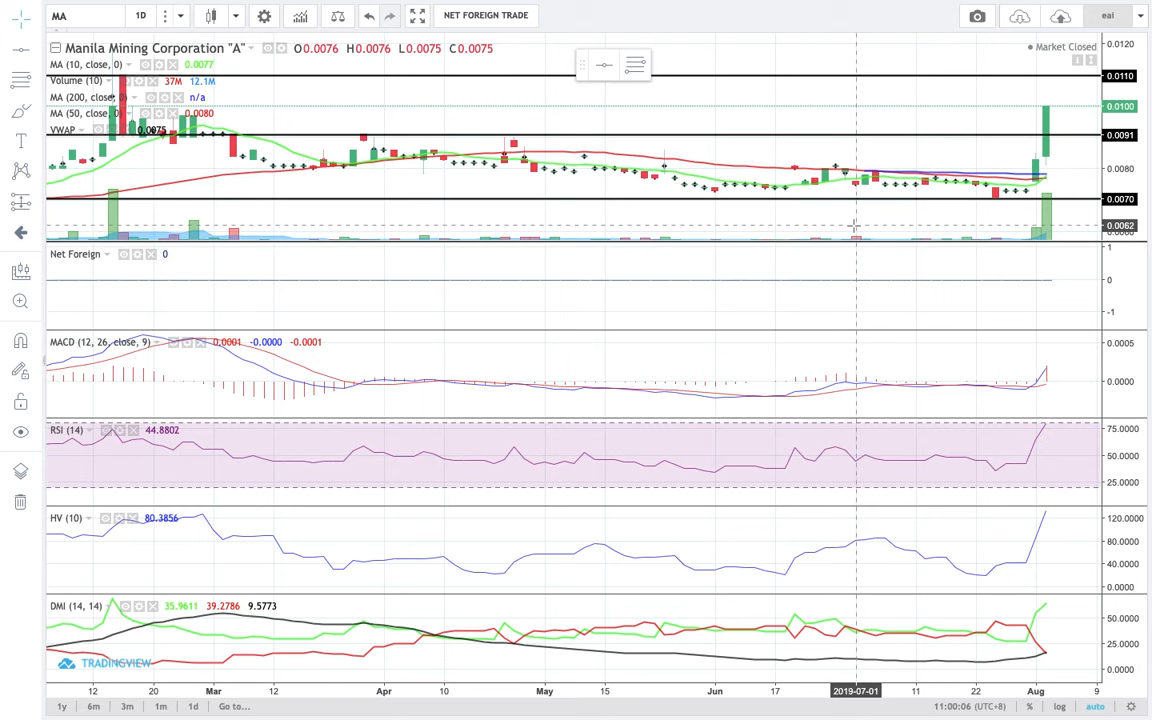 MA 1D NET FOREIGN TRADE eal
Manila Mining Corporation "A" O0.0076 H0.0076 L0.0075 C0.0075
Market Closed
MA (10, close, 0) 0.0077
Volume (10) 37M 12.1M
MA (200, close, 0) n/a
MA (50, close, 0) 0.0080
VWAP 0.0075
0.0120
0.0110
0.0100
0.0091
0.0080
0.0070
0.0062
Net Foreign 0
1
0
-1
MACD (12, 26, close, 9) 0.0001 -0.0000 -0.0001
0.0005
0.0000
RSI (14) 44.8802
75.0000
50.0000
25.0000
HV (10) 80.3856
120.0000
80.0000
40.0000
0.0000
DMI (14, 14) 35.9611 39.2786 9.5773
50.0000
25.0000
0.0000
TRADINGVIEW
12 20 Mar 12 Apr 10 May 15 Jun 17 2019-07-01 11 22 Aug 9
1y 6m 3m 1m 1d Go to... 11:00:06 (UTC+8) % log auto